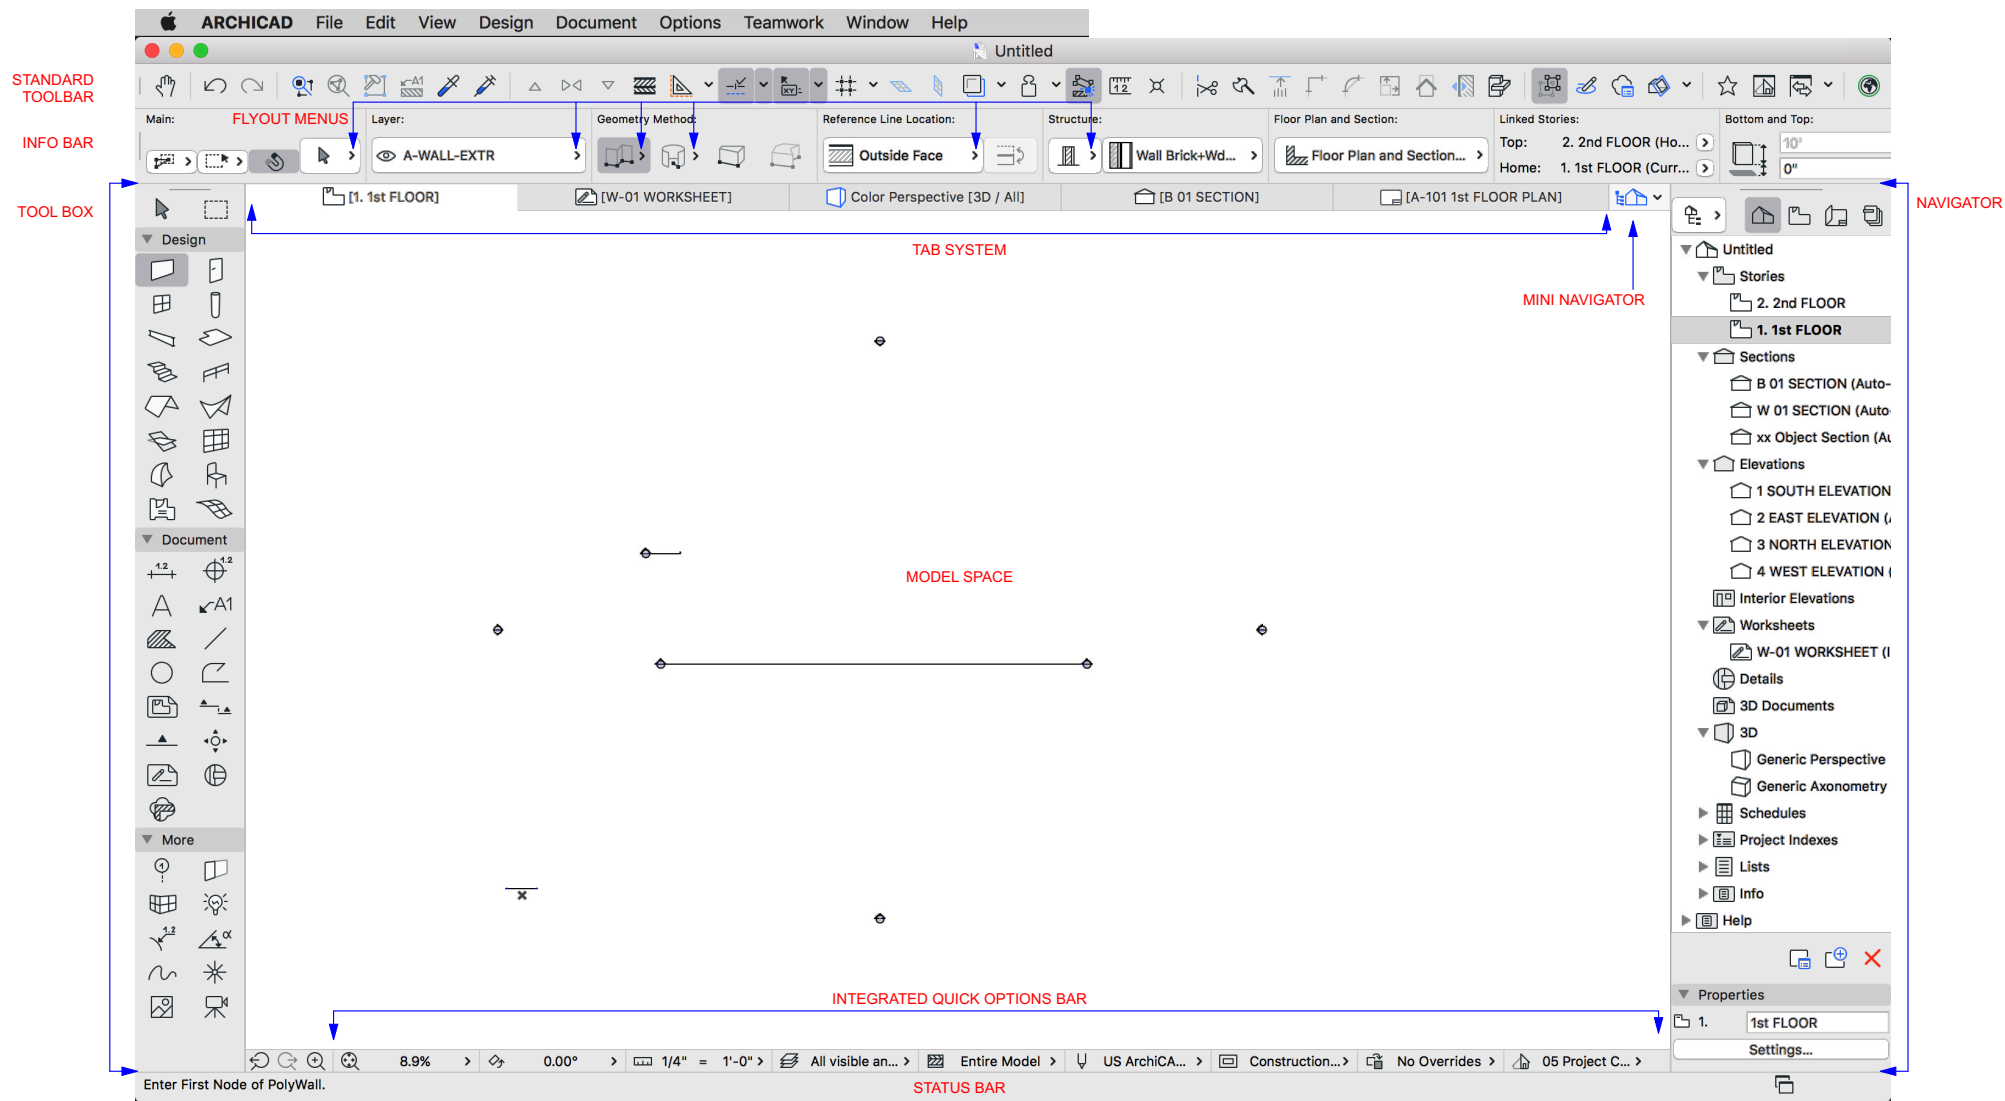 ARCHICAD File Edit View Design Document Options Teamwork Window Help
Untitled
STANDARD
TOOLBAR
Main: FLYOUT MENUS Layer: Geometry Method: Reference Line Location: Structure: Floor Plan and Section: Linked Stories: Bottom and Top:
INFO BAR
Top: 2. 2nd FLOOR (Ho... 10'
A-WALL-EXTR Outside Face Wall Brick+Wd... Floor Plan and Section...
Home: 1. 1st FLOOR (Curr... 0"
TOOL BOX
[1. 1st FLOOR] [W-01 WORKSHEET] Color Perspective [3D / All] [B 01 SECTION] [A-101 1st FLOOR PLAN]
NAVIGATOR
TAB SYSTEM
MINI NAVIGATOR
MODEL SPACE
INTEGRATED QUICK OPTIONS BAR
Design
Document
1.2 1.2
A A1
More
1
1.2 α
Untitled
Stories
2. 2nd FLOOR
1. 1st FLOOR
Sections
B 01 SECTION (Auto-
W 01 SECTION (Auto-
xx Object Section (Au
Elevations
1 SOUTH ELEVATION
2 EAST ELEVATION (
3 NORTH ELEVATION
4 WEST ELEVATION (
Interior Elevations
Worksheets
W-01 WORKSHEET (I
Details
3D Documents
3D
Generic Perspective
Generic Axonometry
Schedules
Project Indexes
Lists
Info
Help
Properties
1. 1st FLOOR
Settings...
8.9% 0.00° 1/4" = 1'-0" All visible an... Entire Model US ArchiCA... Construction... No Overrides 05 Project C...
Enter First Node of PolyWall.
STATUS BAR